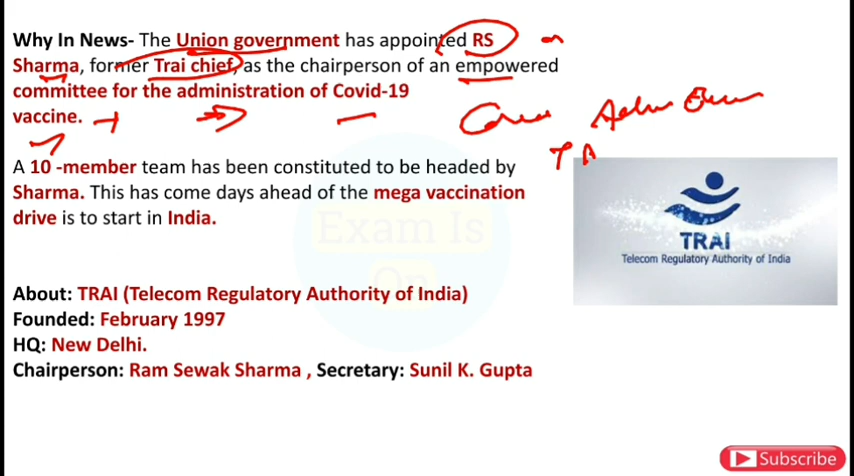 Why In News- The Union government has appointed RS
Sharma, former Trai chief, as the chairperson of an empowered
committee for the administration of Covid-19
vaccine.
A 10 -member team has been constituted to be headed by
Sharma. This has come days ahead of the mega vaccination
drive is to start in India.
TRAI
Telecom Regulatory Authority of India
Exam Is
On
About: TRAI (Telecom Regulatory Authority of India)
Founded: February 1997
HQ: New Delhi.
Chairperson: Ram Sewak Sharma , Secretary: Sunil K. Gupta
Subscribe